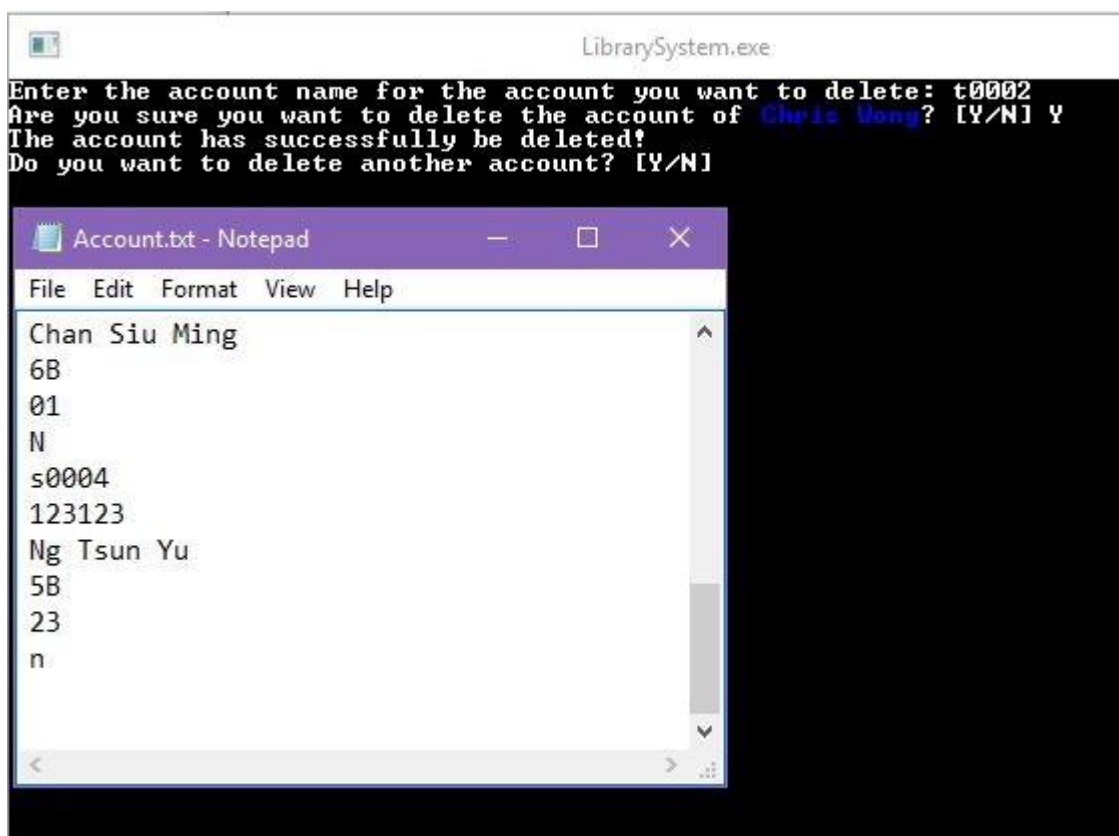 LibrarySystem.exe
Enter the account name for the account you want to delete: t0002
Are you sure you want to delete the account of Chris Wong? [Y/N] Y
The account has successfully be deleted!
Do you want to delete another account? [Y/N]
Account.txt - Notepad
File Edit Format View Help
Chan Siu Ming
6B
01
N
s0004
123123
Ng Tsun Yu
5B
23
n